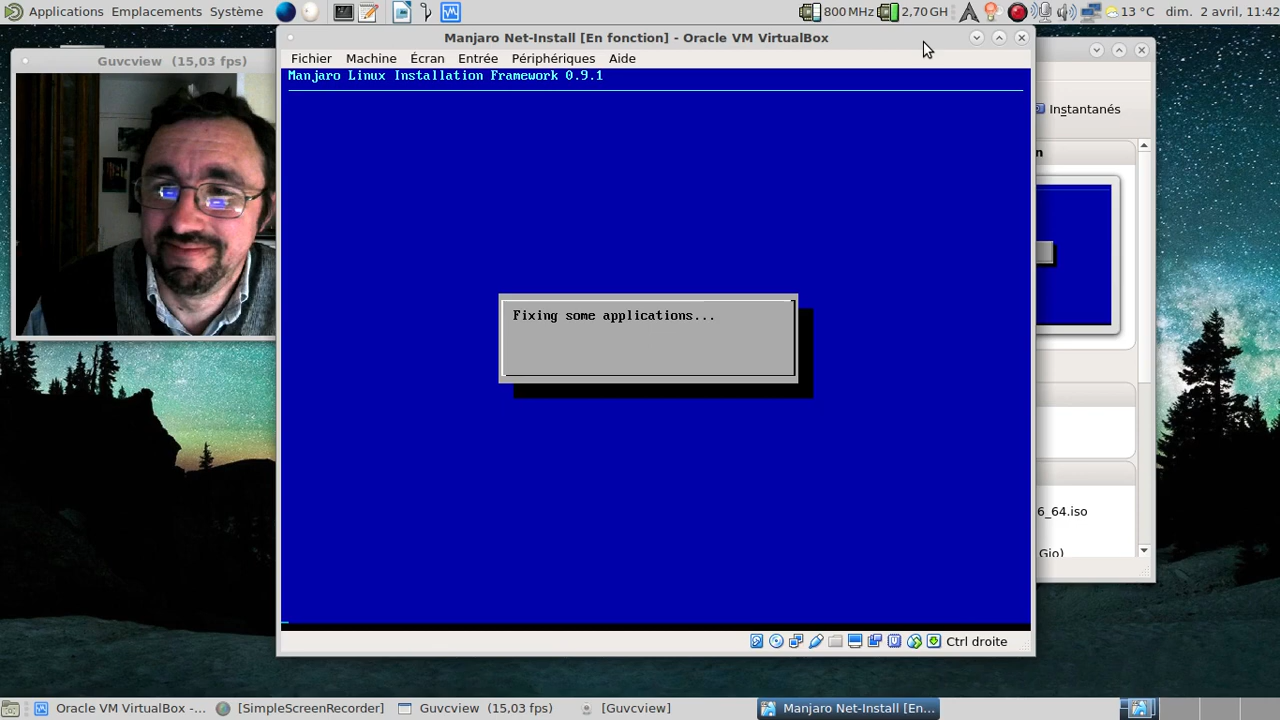 Applications Emplacements Système 800 MHz 2,70 GH 13 °C dim. 2 avril, 11:42
Guvcview (15,03 fps)
Manjaro Net-Install [En fonction] - Oracle VM VirtualBox
Fichier Machine Écran Entrée Périphériques Aide
Manjaro Linux Installation Framework 0.9.1
Instantanés
n
Fixing some applications...
6_64.iso
Gio)
Ctrl droite
Oracle VM VirtualBox -... [SimpleScreenRecorder] Guvcview (15,03 fps) [Guvcview] Manjaro Net-Install [En...